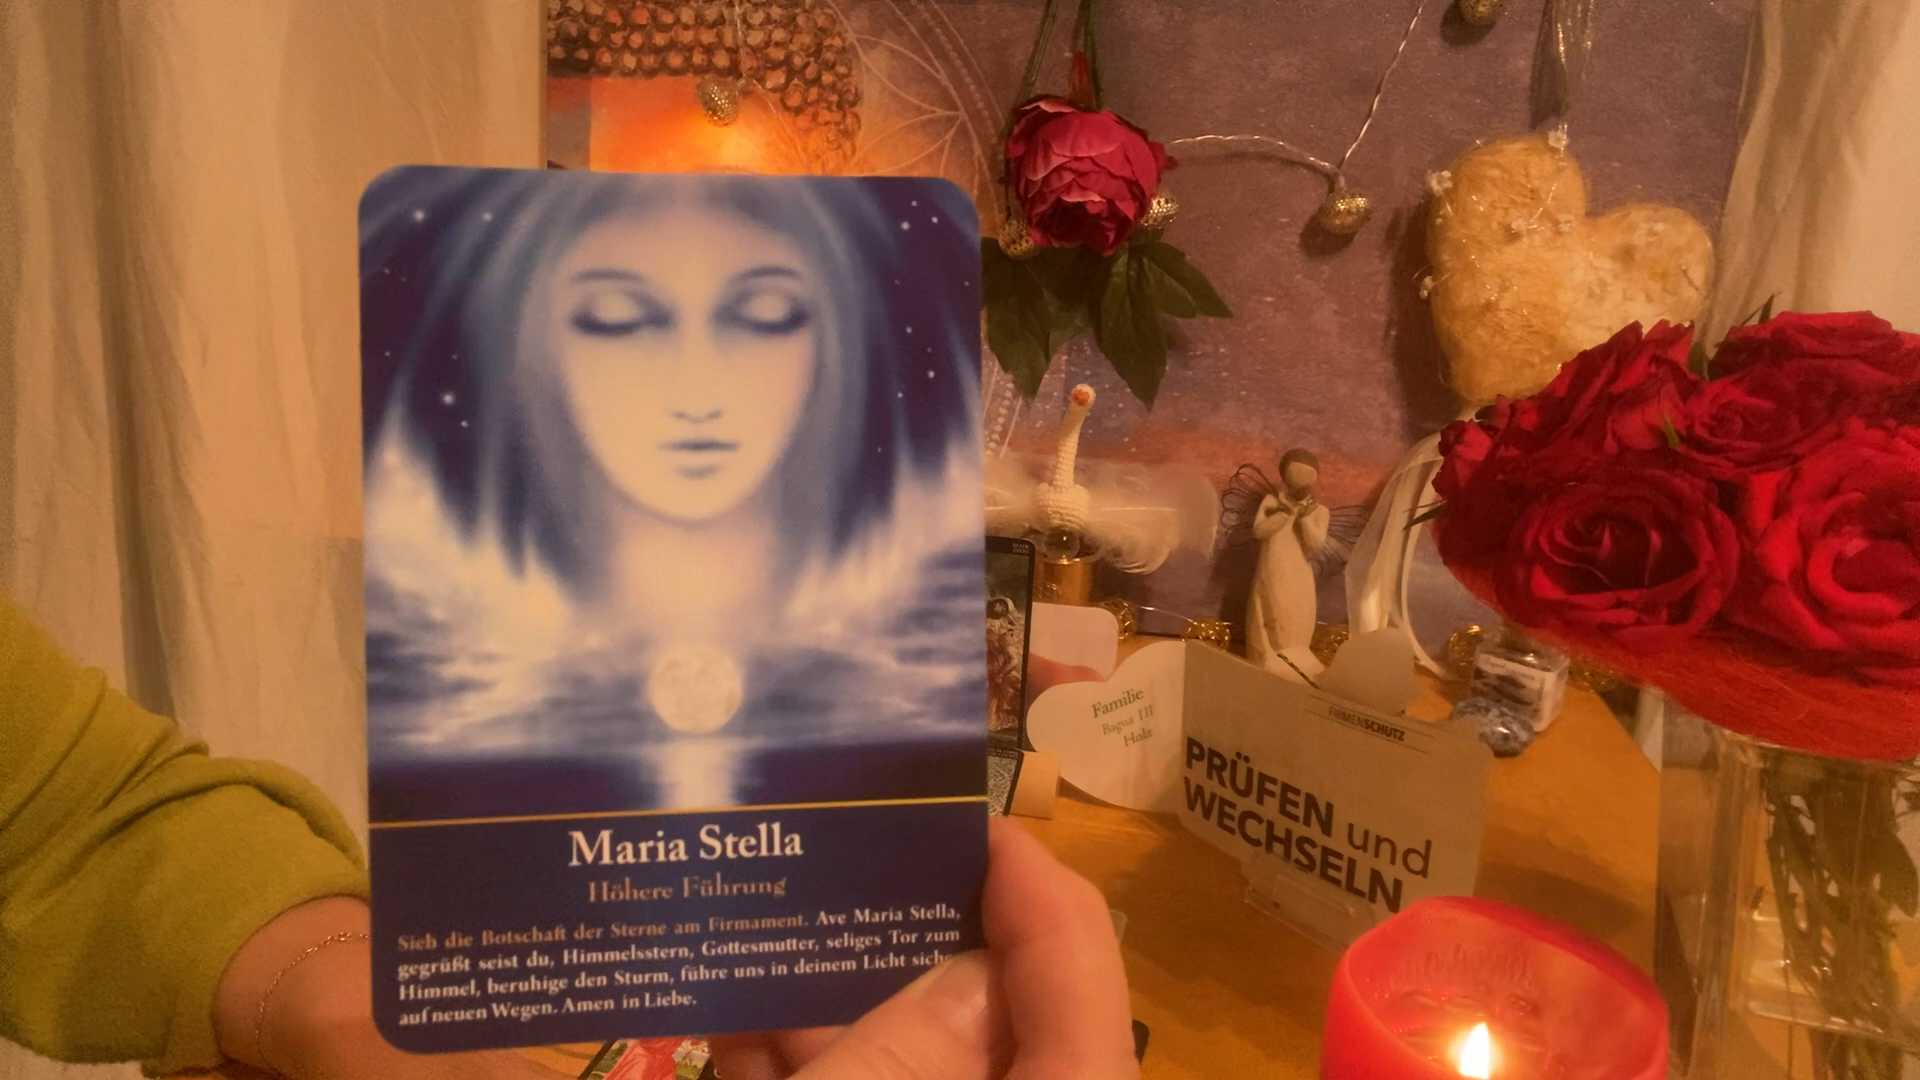 Maria Stella
Höhere Führung
Sieh die Botschaft der Sterne am Firmament. Ave Maria Stella,
gegrüßt seist du, Himmelsstern, Gottesmutter, seliges Tor zum
Himmel, beruhige den Sturm, führe uns in deinem Licht siche
auf neuen Wegen. Amen in Liebe.
Familie
Bagua III
Holz
FIRMENSCHUTZ
PRÜFEN und
WECHSELN